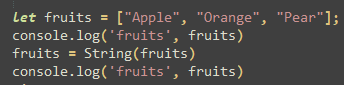 let fruits = ["Apple", "Orange", "Pear"];
console.log('fruits', fruits)
fruits = String(fruits)
console.log('fruits', fruits)